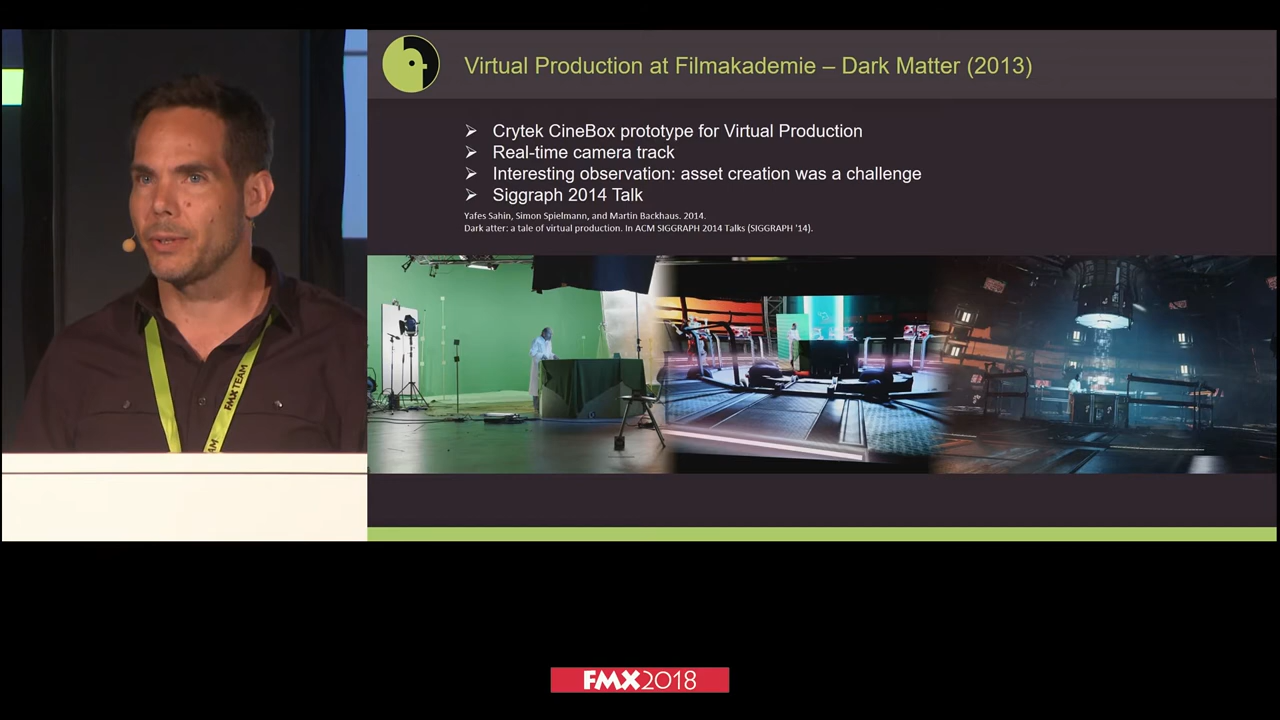 Virtual Production at Filmakademie – Dark Matter (2013)
➢ Crytek CineBox prototype for Virtual Production
➢ Real-time camera track
➢ Interesting observation: asset creation was a challenge
➢ Siggraph 2014 Talk
Yafes Sahin, Simon Spielmann, and Martin Backhaus. 2014.
Dark atter: a tale of virtual production. In ACM SIGGRAPH 2014 Talks (SIGGRAPH '14).
FMX TEAM
AM
FMX2018